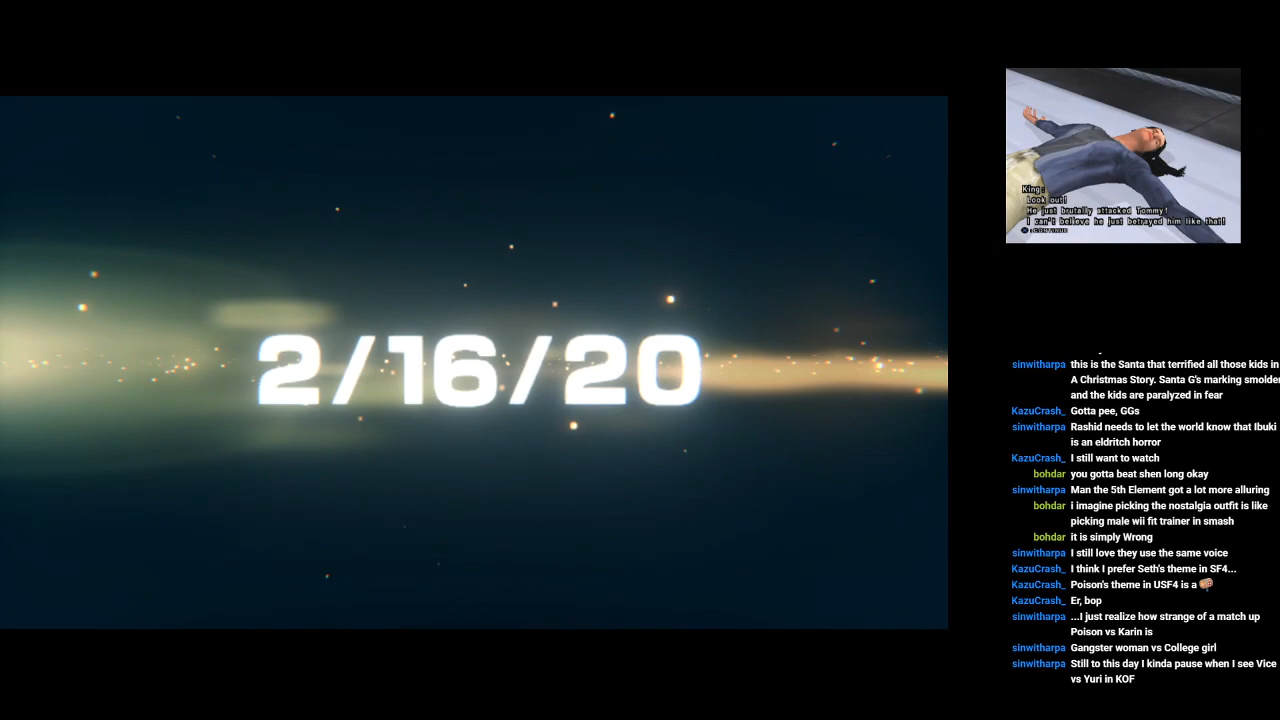 2/16/20
King:
Look out!
He just brutally attacked Tommy!
I can't believe he just betrayed him like that!
:CONTINUE
sinwitharpa this is the Santa that terrified all those kids in
A Christmas Story. Santa G's marking smolder
and the kids are paralyzed in fear
KazuCrash_ Gotta pee, GGs
sinwitharpa Rashid needs to let the world know that Ibuki
is an eldritch horror
KazuCrash_ I still want to watch
bohdar you gotta beat shen long okay
sinwitharpa Man the 5th Element got a lot more alluring
bohdar i imagine picking the nostalgia outfit is like
picking male wii fit trainer in smash
bohdar it is simply Wrong
sinwitharpa I still love they use the same voice
KazuCrash_ I think I prefer Seth's theme in SF4...
KazuCrash_ Poison's theme in USF4 is a
KazuCrash_ Er, bop
sinwitharpa ...I just realize how strange of a match up
Poison vs Karin is
sinwitharpa Gangster woman vs College girl
sinwitharpa Still to this day I kinda pause when I see Vice
vs Yuri in KOF